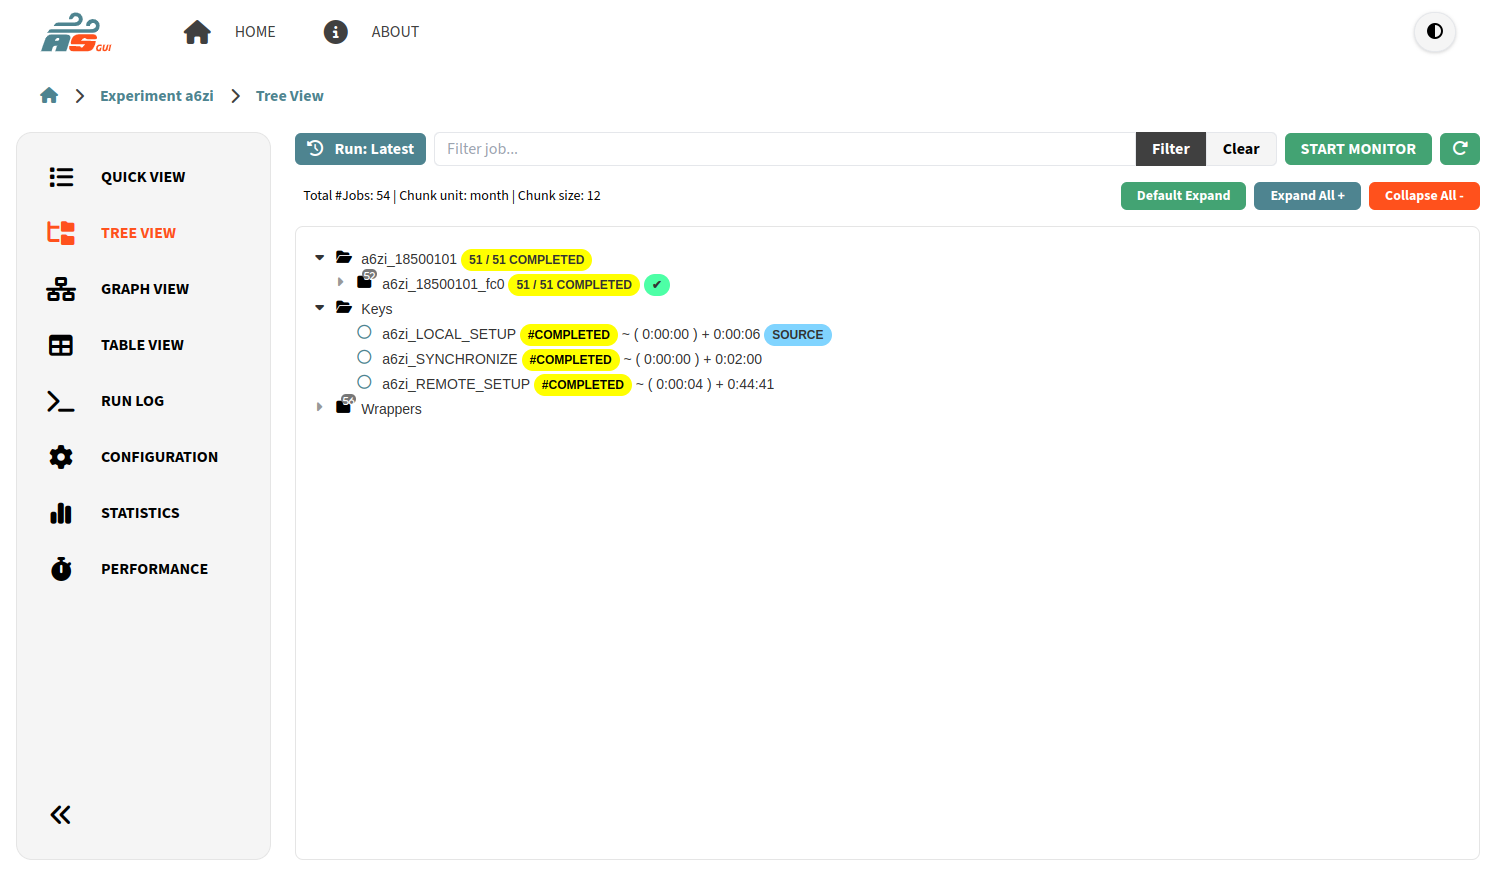 AS GUI
HOME
ABOUT
Experiment a6zi
Tree View
QUICK VIEW
TREE VIEW
GRAPH VIEW
TABLE VIEW
RUN LOG
CONFIGURATION
STATISTICS
PERFORMANCE
Run: Latest
Filter job...
Filter
Clear
START MONITOR
Total #Jobs: 54 | Chunk unit: month | Chunk size: 12
Default Expand
Expand All +
Collapse All -
a6zi_18500101 51 / 51 COMPLETED
52 a6zi_18500101_fc0 51 / 51 COMPLETED ✔
Keys
a6zi_LOCAL_SETUP #COMPLETED ~ ( 0:00:00 ) + 0:00:06 SOURCE
a6zi_SYNCHRONIZE #COMPLETED ~ ( 0:00:00 ) + 0:02:00
a6zi_REMOTE_SETUP #COMPLETED ~ ( 0:00:04 ) + 0:44:41
Wrappers